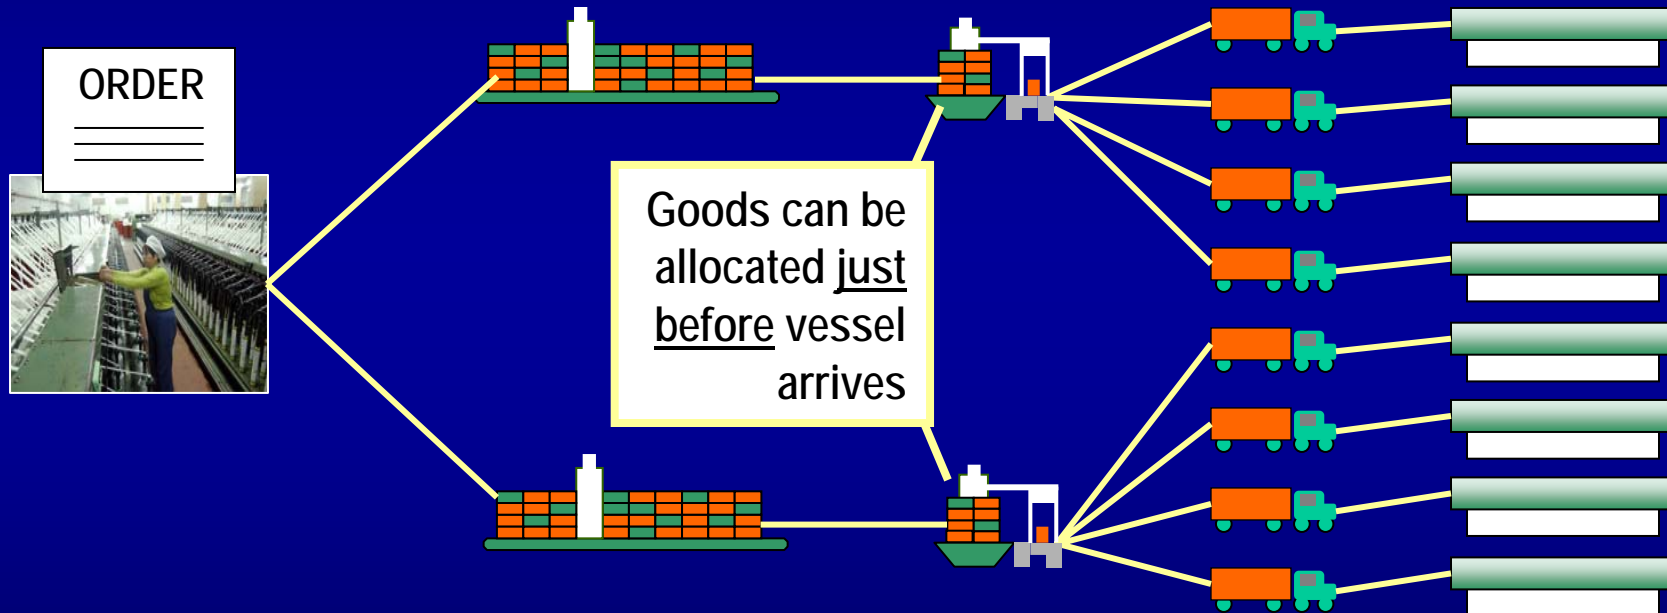 ORDER
Goods can be
allocated just
before vessel
arrives